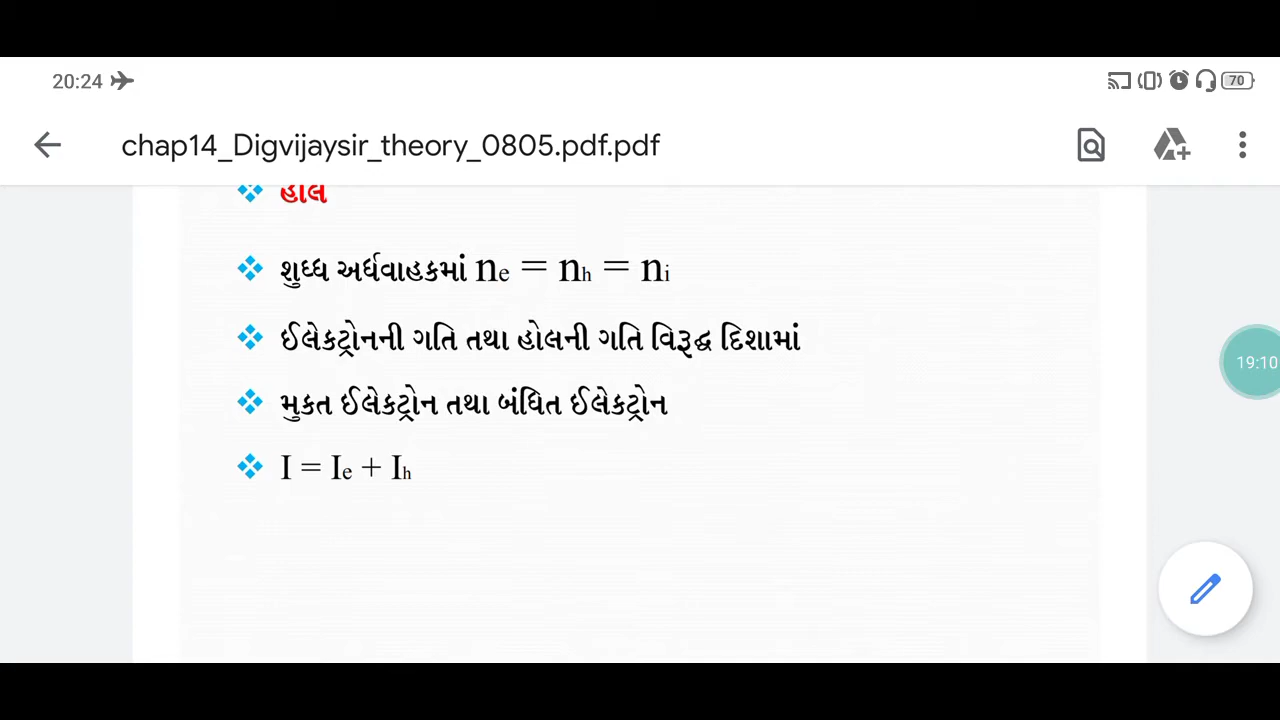 20:24
70
chap14_Digvijaysir_theory_0805.pdf.pdf
હોલ
શુધ્ધ અર્ધવાહકમાં ne = nh = ni
ઈલેકટ્રોનની ગતિ તથા હોલની ગતિ વિરૂદ્ધ દિશામાં
19:10
મુકત ઈલેકટ્રોન તથા બંધિત ઈલેકટ્રોન
I = Ie + Ih